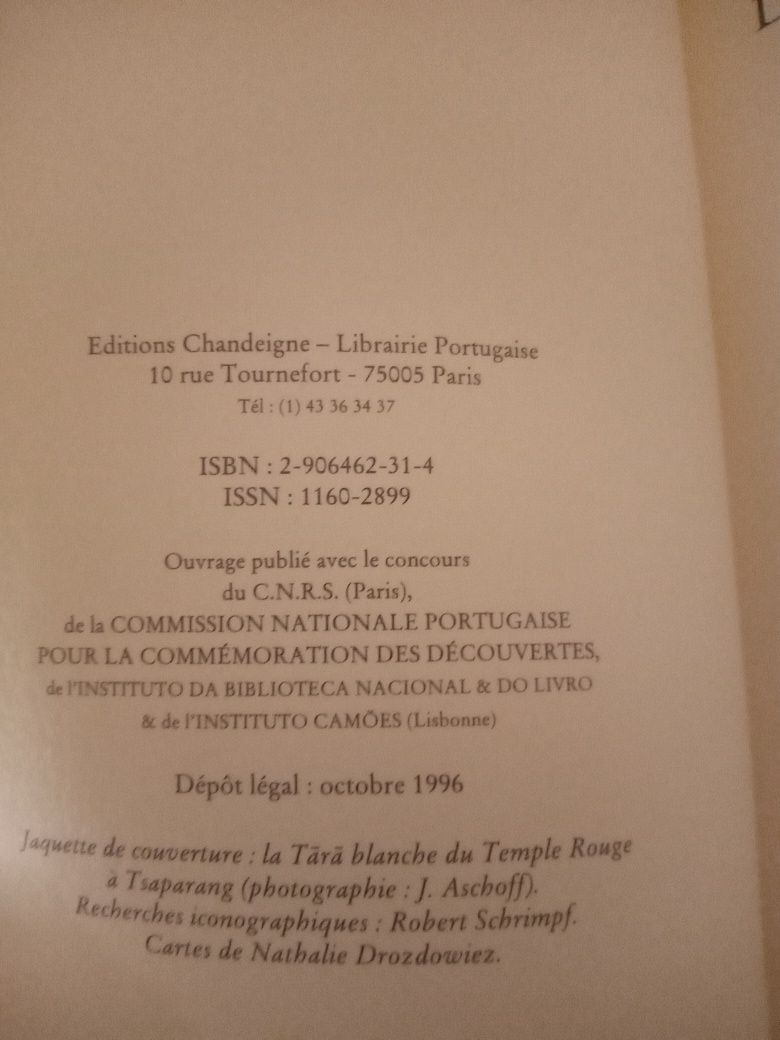 Editions Chandeigne – Librairie Portugaise
10 rue Tournefort - 75005 Paris
Tél : (1) 43 36 34 37
ISBN : 2-906462-31-4
ISSN : 1160-2899
Ouvrage publié avec le concours
du C.N.R.S. (Paris),
de la COMMISSION NATIONALE PORTUGAISE
POUR LA COMMÉMORATION DES DÉCOUVERTES,
de l'INSTITUTO DA BIBLIOTECA NACIONAL & DO LIVRO
& de l'INSTITUTO CAMÕES (Lisbonne)
Dépôt légal : octobre 1996
Jaquette de couverture : la Tārā blanche du Temple Rouge
à Tsaparang (photographie : J. Aschoff).
Recherches iconographiques : Robert Schrimpf.
Cartes de Nathalie Drozdowiez.